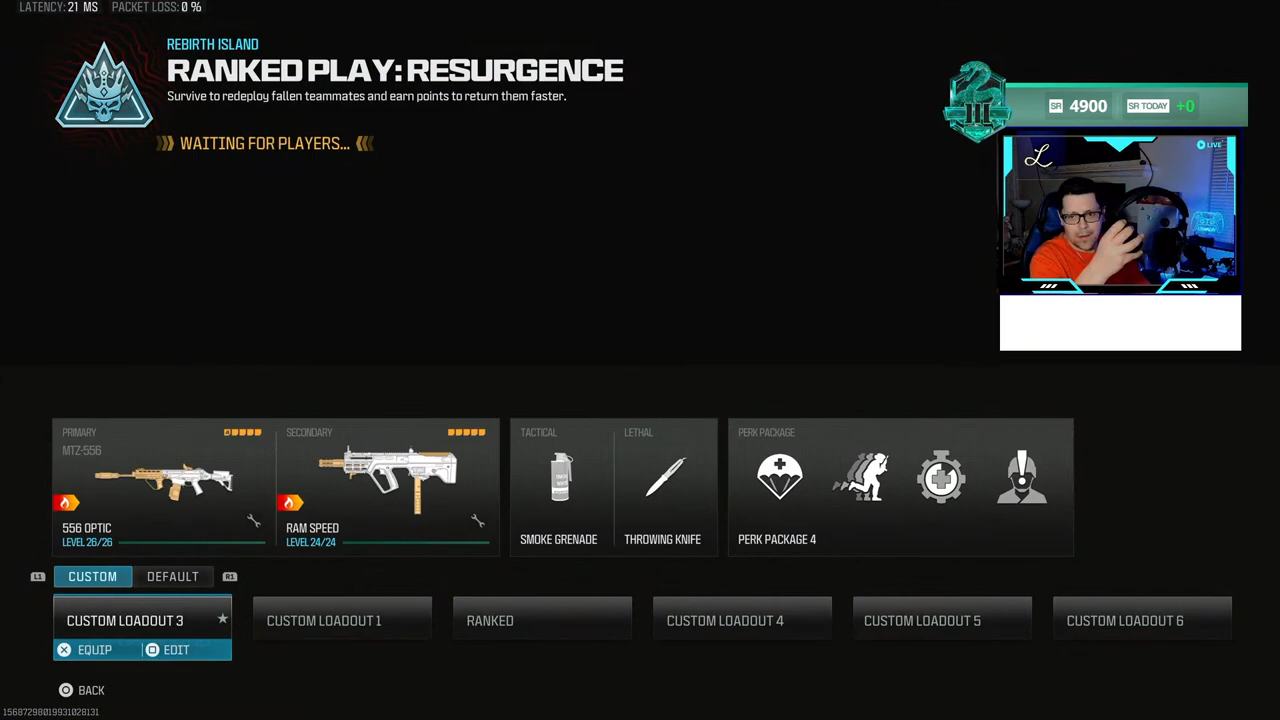 LATENCY: 21 MS PACKET LOSS: 0 %
REBIRTH ISLAND
RANKED PLAY: RESURGENCE
Survive to redeploy fallen teammates and earn points to return them faster.
WAITING FOR PLAYERS...
III
SR 4900 SR TODAY +0
L
LIVE
PRIMARY
MTZ-556
556 OPTIC
LEVEL 26/26
SECONDARY
RAM SPEED
LEVEL 24/24
TACTICAL
SMOKE GRENADE
LETHAL
THROWING KNIFE
PERK PACKAGE
PERK PACKAGE 4
L1 CUSTOM DEFAULT R1
CUSTOM LOADOUT 3
CUSTOM LOADOUT 1
RANKED
CUSTOM LOADOUT 4
CUSTOM LOADOUT 5
CUSTOM LOADOUT 6
EQUIP EDIT
BACK
15687298019931028131